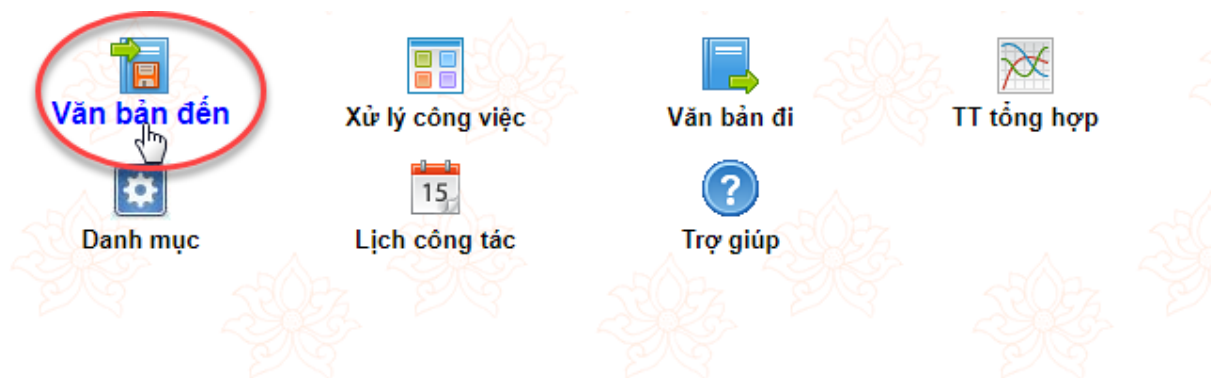 Văn bản đến
Xử lý công việc
Văn bản đi
TT tổng hợp
15
Danh mục
Lịch công tác
?
Trợ giúp